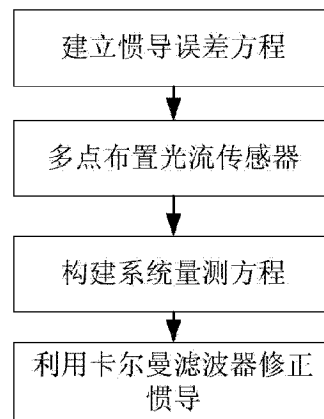 建立惯导误差方程
多点布置光流传感器
构建系统量测方程
利用卡尔曼滤波器修正
惯导